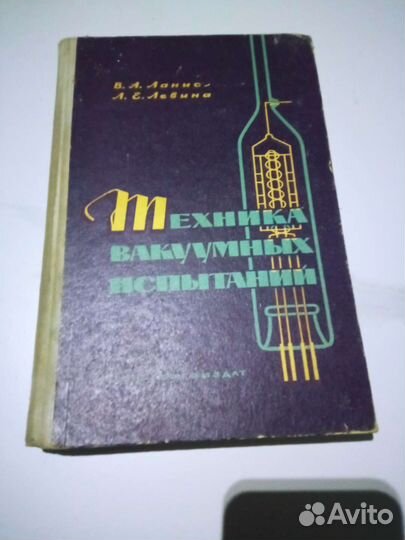 В. А. Ланис
Л. Е. Левина
Техника
вакуумных
испытаний
Avito